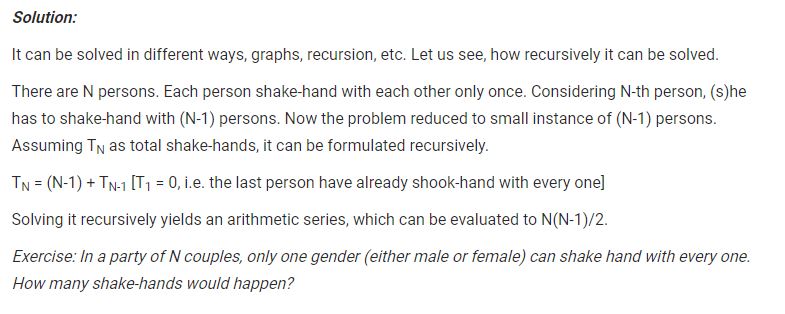 Solution:
It can be solved in different ways, graphs, recursion, etc. Let us see, how recursively it can be solved.
There are N persons. Each person shake-hand with each other only once. Considering N-th person, (s)he
has to shake-hand with (N-1) persons. Now the problem reduced to small instance of (N-1) persons.
Assuming T_N as total shake-hands, it can be formulated recursively.
T_N = (N-1) + T_{N-1} [T_1 = 0, i.e. the last person have already shook-hand with every one]
Solving it recursively yields an arithmetic series, which can be evaluated to N(N-1)/2.
Exercise: In a party of N couples, only one gender (either male or female) can shake hand with every one.
How many shake-hands would happen?